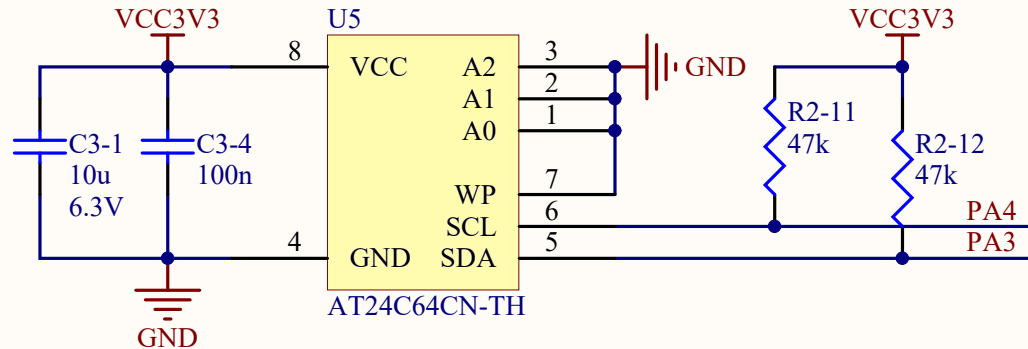 VCC3V3
U5
VCC3V3
8
VCC
A2
3
GND
A1
2
A0
1
C3-1
10u
6.3V
C3-4
100n
R2-11
47k
R2-12
47k
WP
7
SCL
6
PA4
4
GND
SDA
5
PA3
AT24C64CN-TH
GND